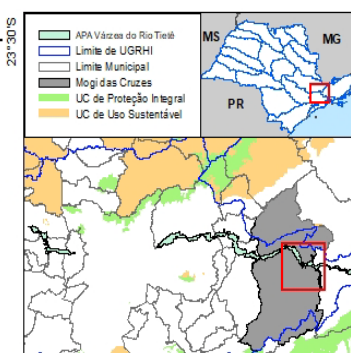 23°30'S
APA Várzea do Rio Tietê
Limite de UGRHI
Limite Municipal
Mogi das Cruzes
UC de Proteção Integral
UC de Uso Sustentável
MS
MG
PR